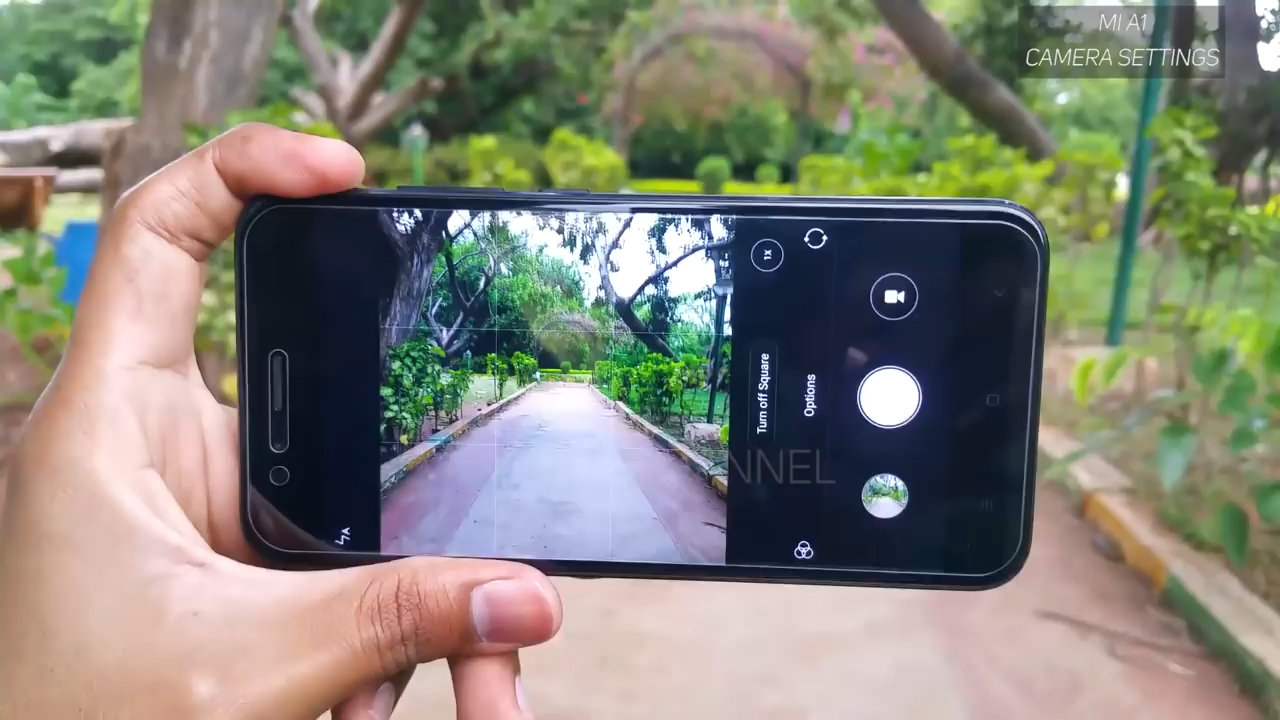 MI A1
CAMERA SETTINGS
1X
Turn off Square
Options
NNEL